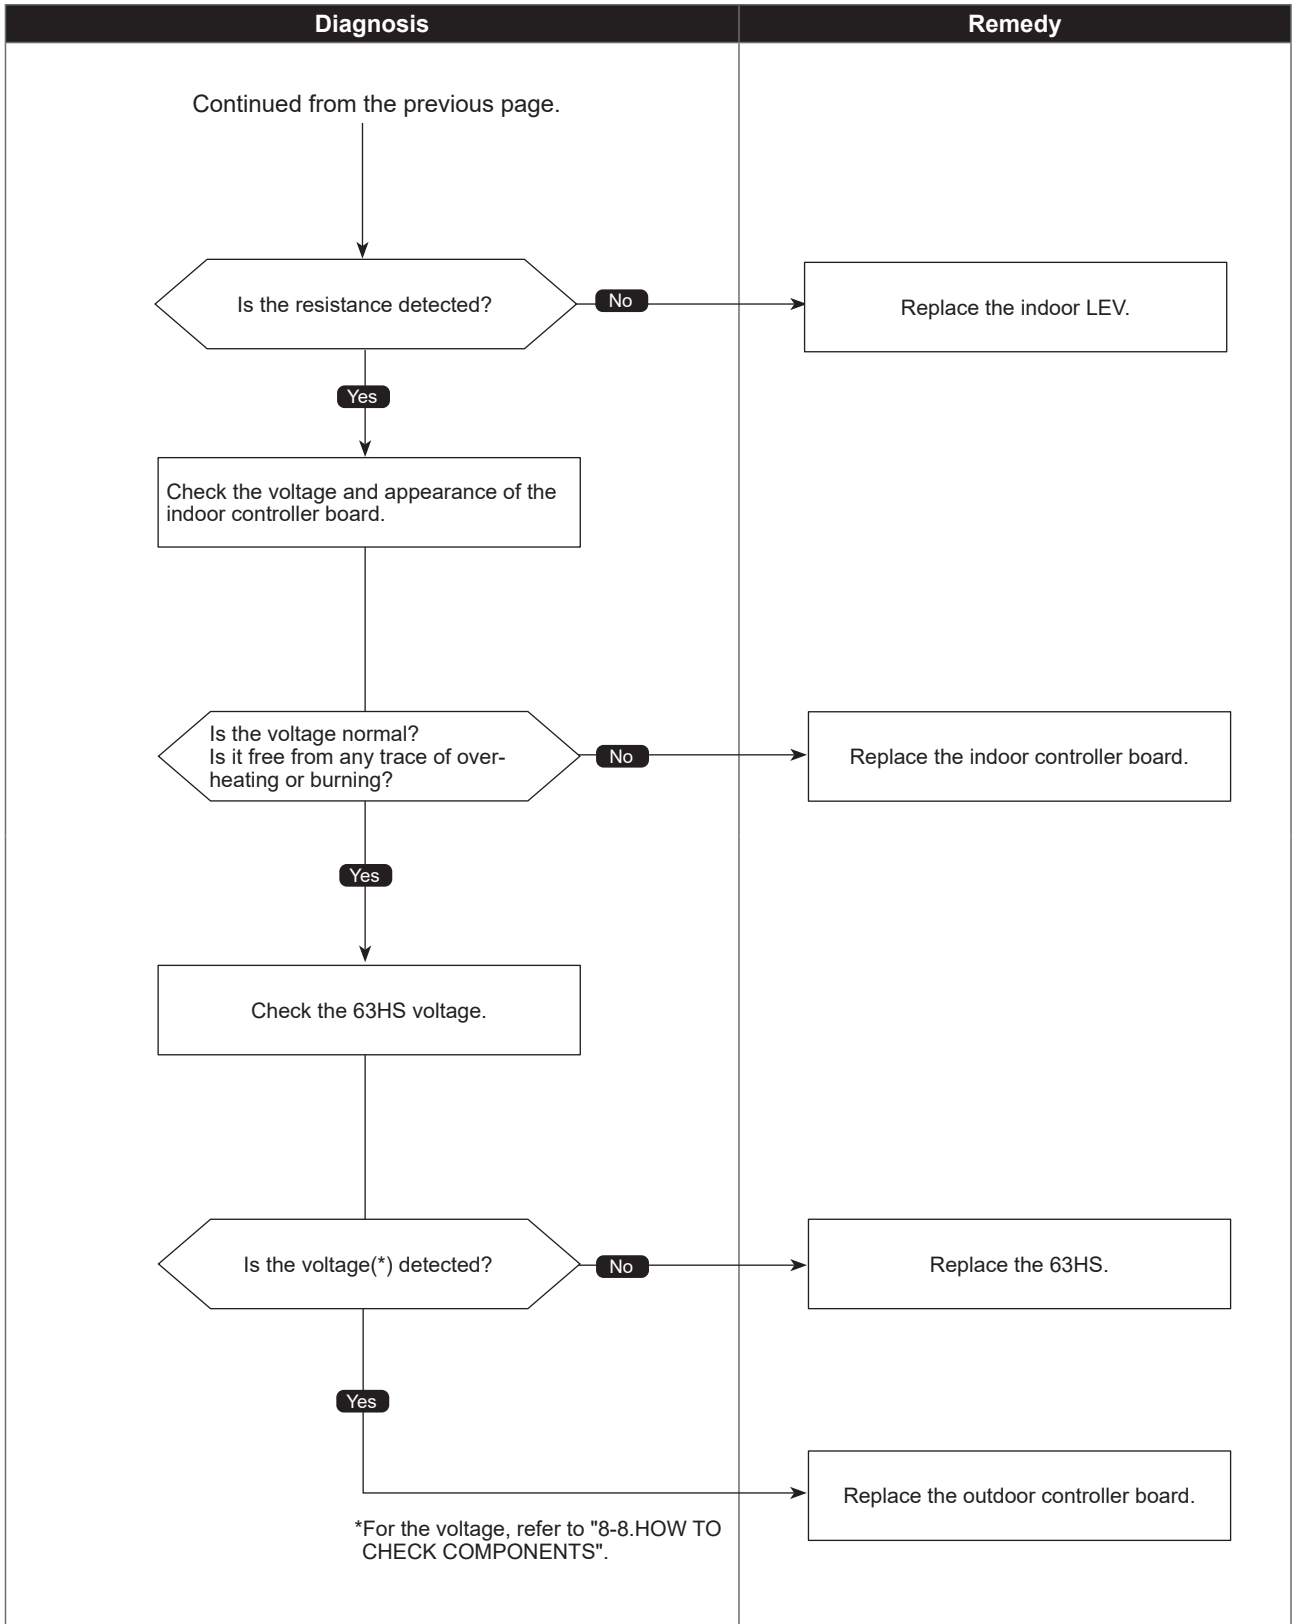 Diagnosis
Remedy
Continued from the previous page.
Is the resistance detected?
No
Replace the indoor LEV.
Yes
Check the voltage and appearance of the
indoor controller board.
Is the voltage normal?
Is it free from any trace of over-
heating or burning?
No
Replace the indoor controller board.
Yes
Check the 63HS voltage.
Is the voltage(*) detected?
No
Replace the 63HS.
Yes
Replace the outdoor controller board.
*For the voltage, refer to "8-8.HOW TO
CHECK COMPONENTS".